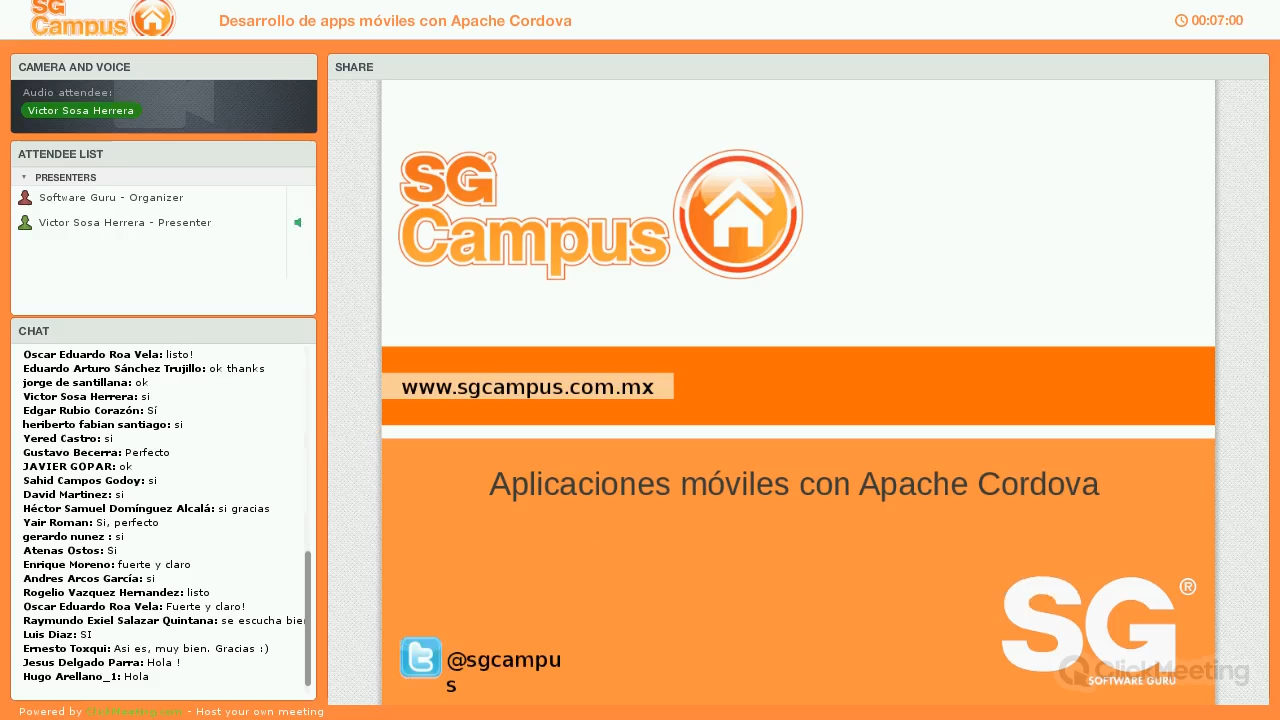 SG
Campus
Desarrollo de apps móviles con Apache Cordova
00:07:00
CAMERA AND VOICE
Audio attendee:
Victor Sosa Herrera
ATTENDEE LIST
PRESENTERS
Software Guru - Organizer
Victor Sosa Herrera - Presenter
CHAT
Oscar Eduardo Roa Vela: listo!
Eduardo Arturo Sánchez Trujillo: ok thanks
jorge de santillana: ok
Victor Sosa Herrera: si
Edgar Rubio Corazón: Sí
heriberto fabian santiago: si
Yered Castro: si
Gustavo Becerra: Perfecto
JAVIER GOPAR: ok
Sahid Campos Godoy: si
David Martinez: si
Héctor Samuel Domínguez Alcalá: si gracias
Yair Roman: Si, perfecto
gerardo nunez : si
Atenas Ostos: Si
Enrique Moreno: fuerte y claro
Andres Arcos García: si
Rogelio Vazquez Hernandez: listo
Oscar Eduardo Roa Vela: Fuerte y claro!
Raymundo Exiel Salazar Quintana: se escucha bien
Luis Diaz: SI
Ernesto Toxqui: Asi es, muy bien. Gracias :)
Jesus Delgado Parra: Hola !
Hugo Arellano_1: Hola
Powered by ClickMeeting.com - Host your own meeting
SHARE
SG
Campus
www.sgcampus.com.mx
Aplicaciones móviles con Apache Cordova
@sgcampu
s
SG®
SOFTWARE GURU
ClickMeeting